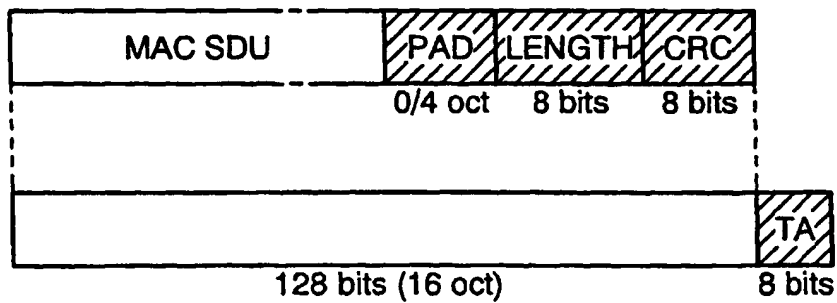 MAC SDU PAD LENGTH CRC
0/4 oct 8 bits 8 bits
TA
128 bits (16 oct) 8 bits